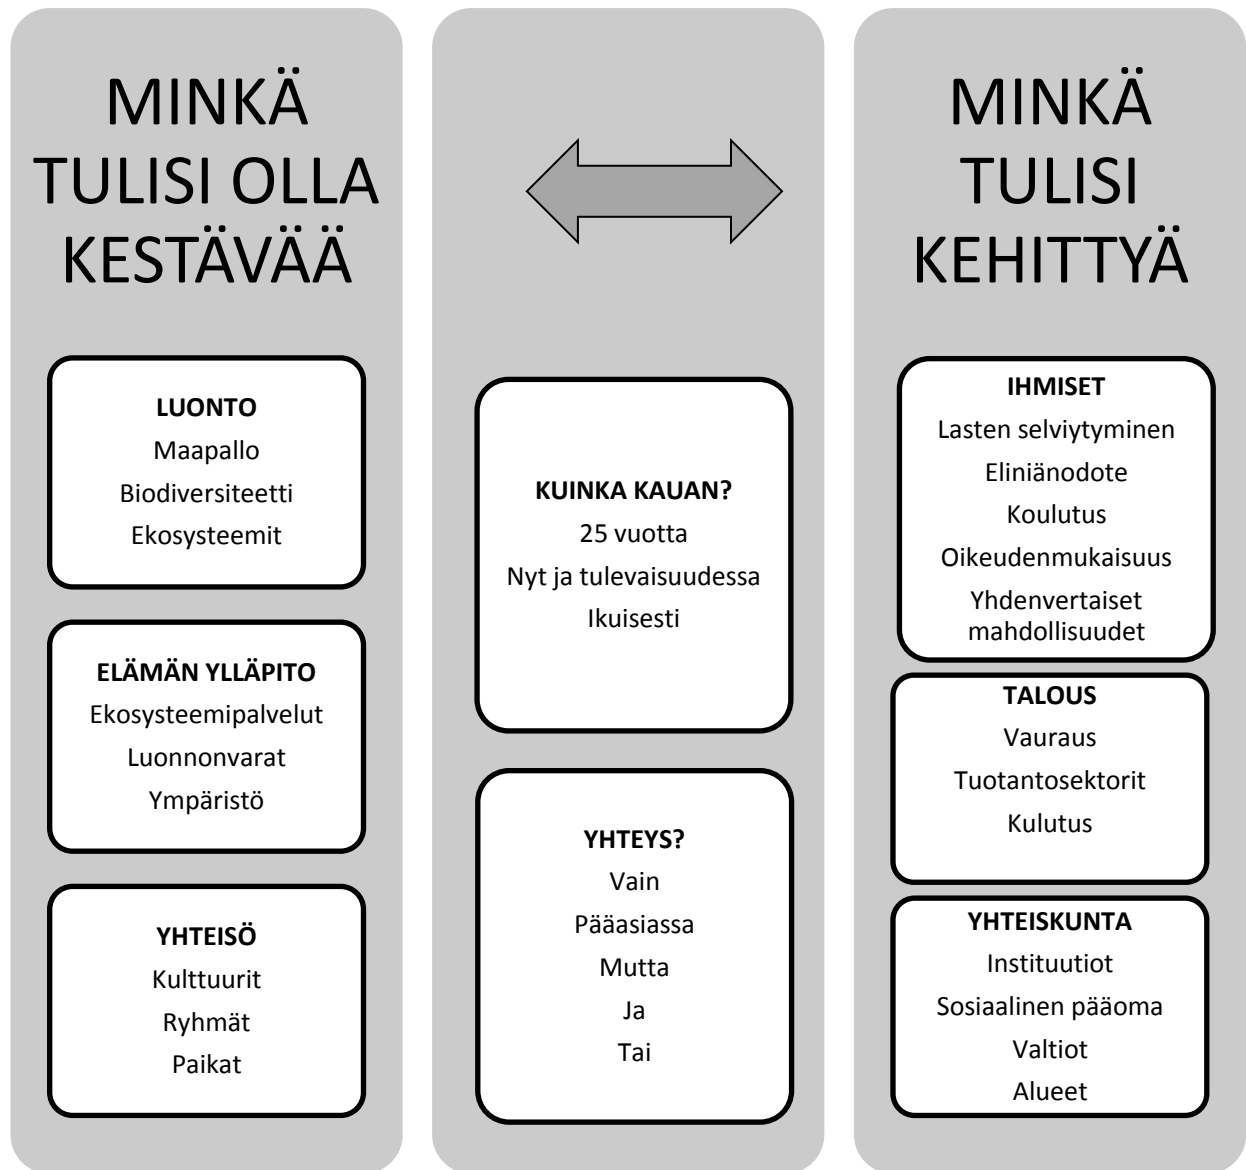 MINKÄ
TULISI OLLA
KESTÄVÄÄ
LUONTO
Maapallo
Biodiversiteetti
Ekosysteemit
ELÄMÄN YLLÄPITO
Ekosysteemipalvelut
Luonnonvarat
Ympäristö
YHTEISÖ
Kulttuurit
Ryhmät
Paikat
KUINKA KAUAN?
25 vuotta
Nyt ja tulevaisuudessa
Ikuisesti
YHTEYS?
Vain
Pääasiassa
Mutta
Ja
Tai
MINKÄ
TULISI
KEHITTYÄ
IHMISET
Lasten selviytyminen
Eliniänodote
Koulutus
Oikeudenmukaisuus
Yhdenvertaiset
mahdollisuudet
TALOUS
Vauraus
Tuotantosektorit
Kulutus
YHTEISKUNTA
Instituutiot
Sosiaalinen pääoma
Valtiot
Alueet